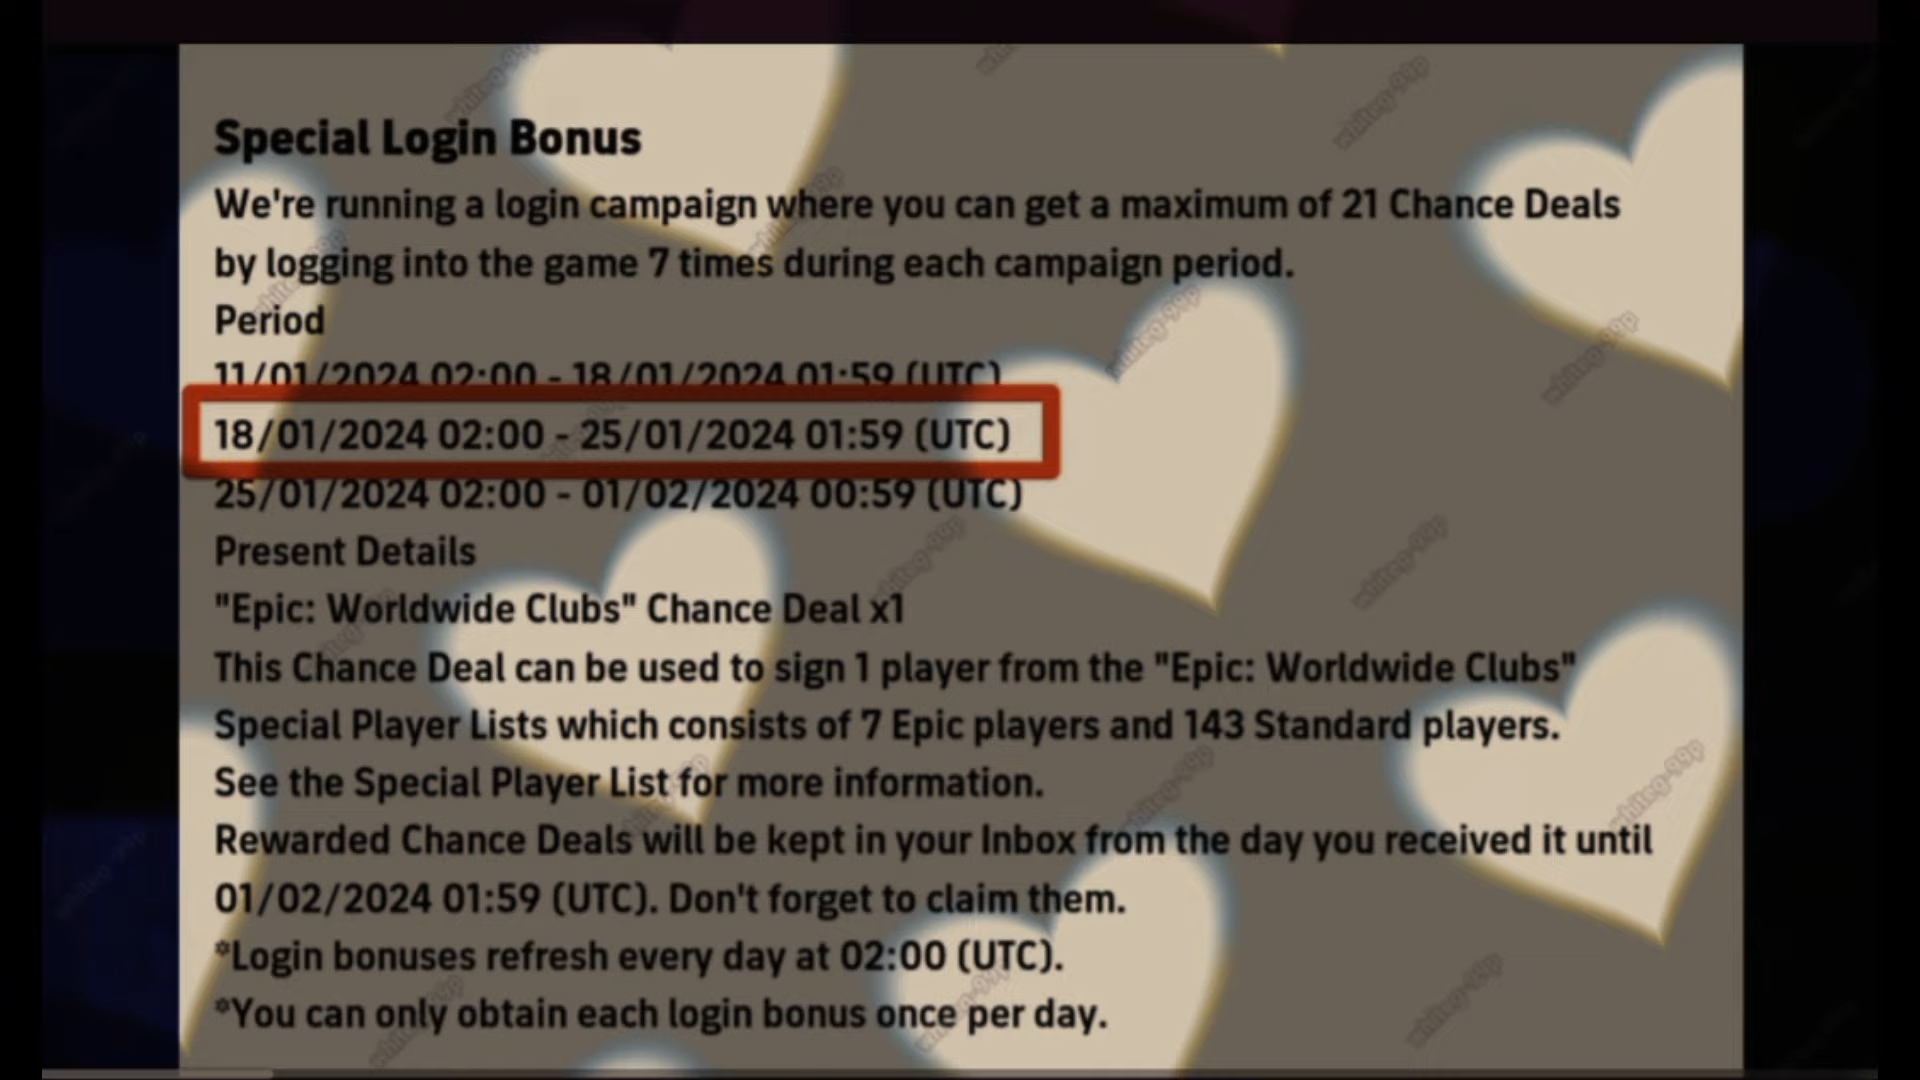 Special Login Bonus
We're running a login campaign where you can get a maximum of 21 Chance Deals
by logging into the game 7 times during each campaign period.
Period
11/01/2024 02:00 - 18/01/2024 01:59 (UTC)
18/01/2024 02:00 - 25/01/2024 01:59 (UTC)
25/01/2024 02:00 - 01/02/2024 00:59 (UTC)
Present Details
"Epic: Worldwide Clubs" Chance Deal x1
This Chance Deal can be used to sign 1 player from the "Epic: Worldwide Clubs"
Special Player Lists which consists of 7 Epic players and 143 Standard players.
See the Special Player List for more information.
Rewarded Chance Deals will be kept in your Inbox from the day you received it until
01/02/2024 01:59 (UTC). Don't forget to claim them.
*Login bonuses refresh every day at 02:00 (UTC).
*You can only obtain each login bonus once per day.